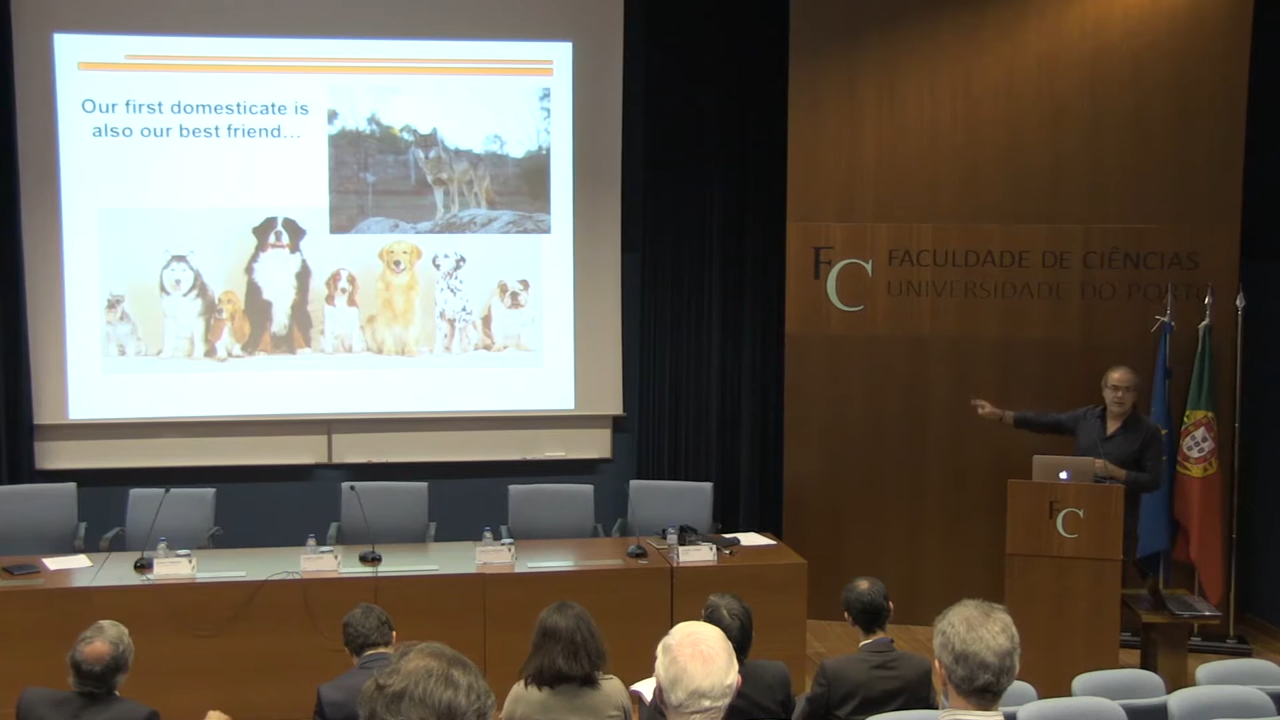 Our first domesticate is
also our best friend...
FC
FACULDADE DE CIÊNCIAS
UNIVERSIDADE DO PORTO
FC